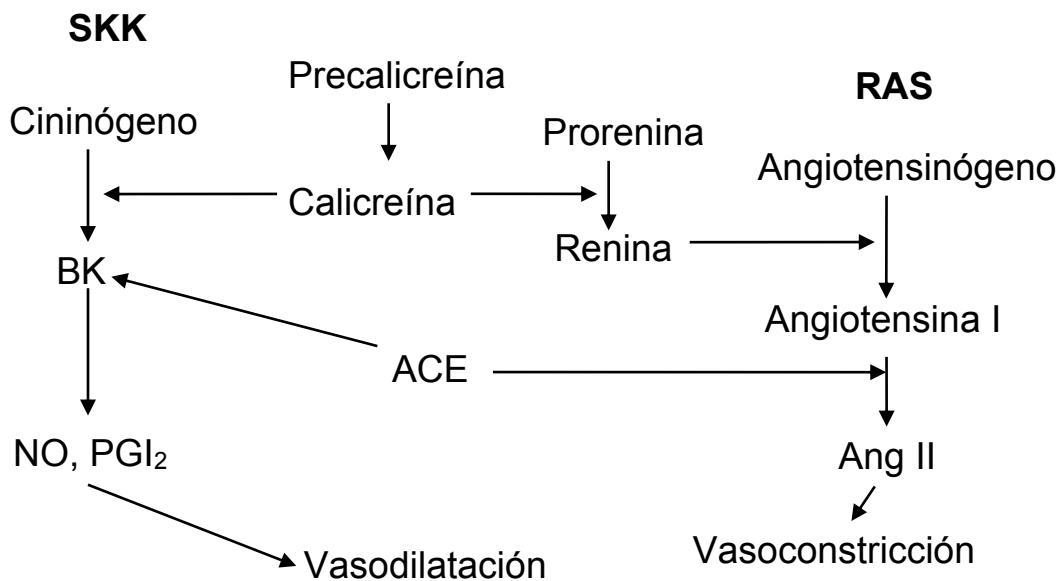 SKK
Precalicreína
RAS
Cininógeno
Prorenina
Angiotensinógeno
Calicreína
Renina
BK
Angiotensina I
ACE
NO, PGI₂
Ang II
Vasoconstricción
Vasodilatación